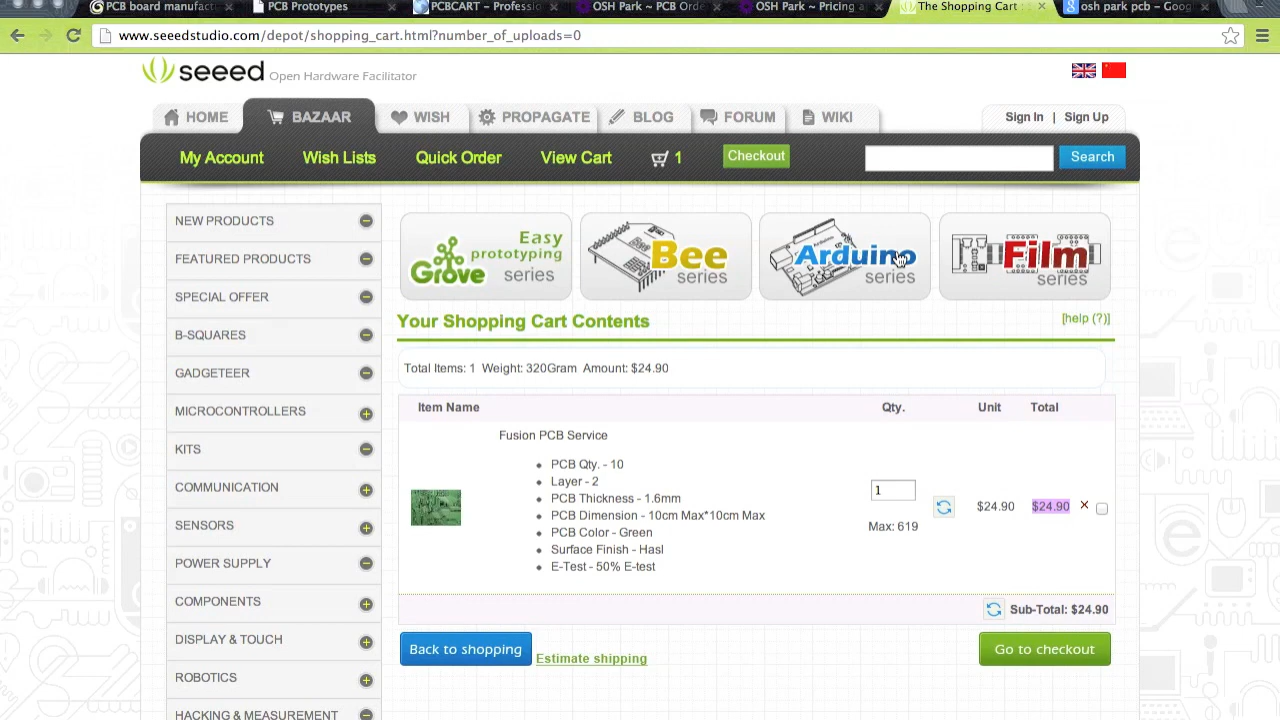 PCB board manufact
PCB Prototypes
PCBCART - Professio
OSH Park ~ PCB Orde
OSH Park ~ Pricing a
The Shopping Cart :
osh park pcb - Goog
www.seeedstudio.com/depot/shopping_cart.html?number_of_uploads=0
seeed Open Hardware Facilitator
HOME
BAZAAR
WISH
PROPAGATE
BLOG
FORUM
WIKI
Sign In | Sign Up
My Account
Wish Lists
Quick Order
View Cart
1
Checkout
Search
NEW PRODUCTS
FEATURED PRODUCTS
SPECIAL OFFER
B-SQUARES
GADGETEER
MICROCONTROLLERS
KITS
COMMUNICATION
SENSORS
POWER SUPPLY
COMPONENTS
DISPLAY & TOUCH
ROBOTICS
HACKING & MEASUREMENT
Easy
prototyping
Grove series
Bee
series
Arduino
series
Film
series
Your Shopping Cart Contents
[help (?)]
Total Items: 1 Weight: 320Gram Amount: $24.90
Item Name
Qty.
Unit
Total
Fusion PCB Service
PCB Qty. - 10
Layer - 2
PCB Thickness - 1.6mm
PCB Dimension - 10cm Max*10cm Max
PCB Color - Green
Surface Finish - Hasl
E-Test - 50% E-test
1
Max: 619
$24.90
$24.90
Sub-Total: $24.90
Back to shopping
Estimate shipping
Go to checkout